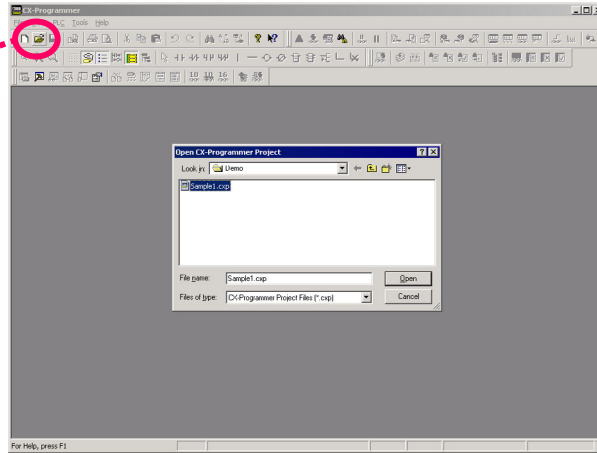 CX-Programmer
PLC Tools Help
Open CX-Programmer Project
Look in: Demo
Sample1.cxp
File name: Sample1.cxp Open
Files of type: CX-Programmer Project Files (*.cxp) Cancel
For Help, press F1